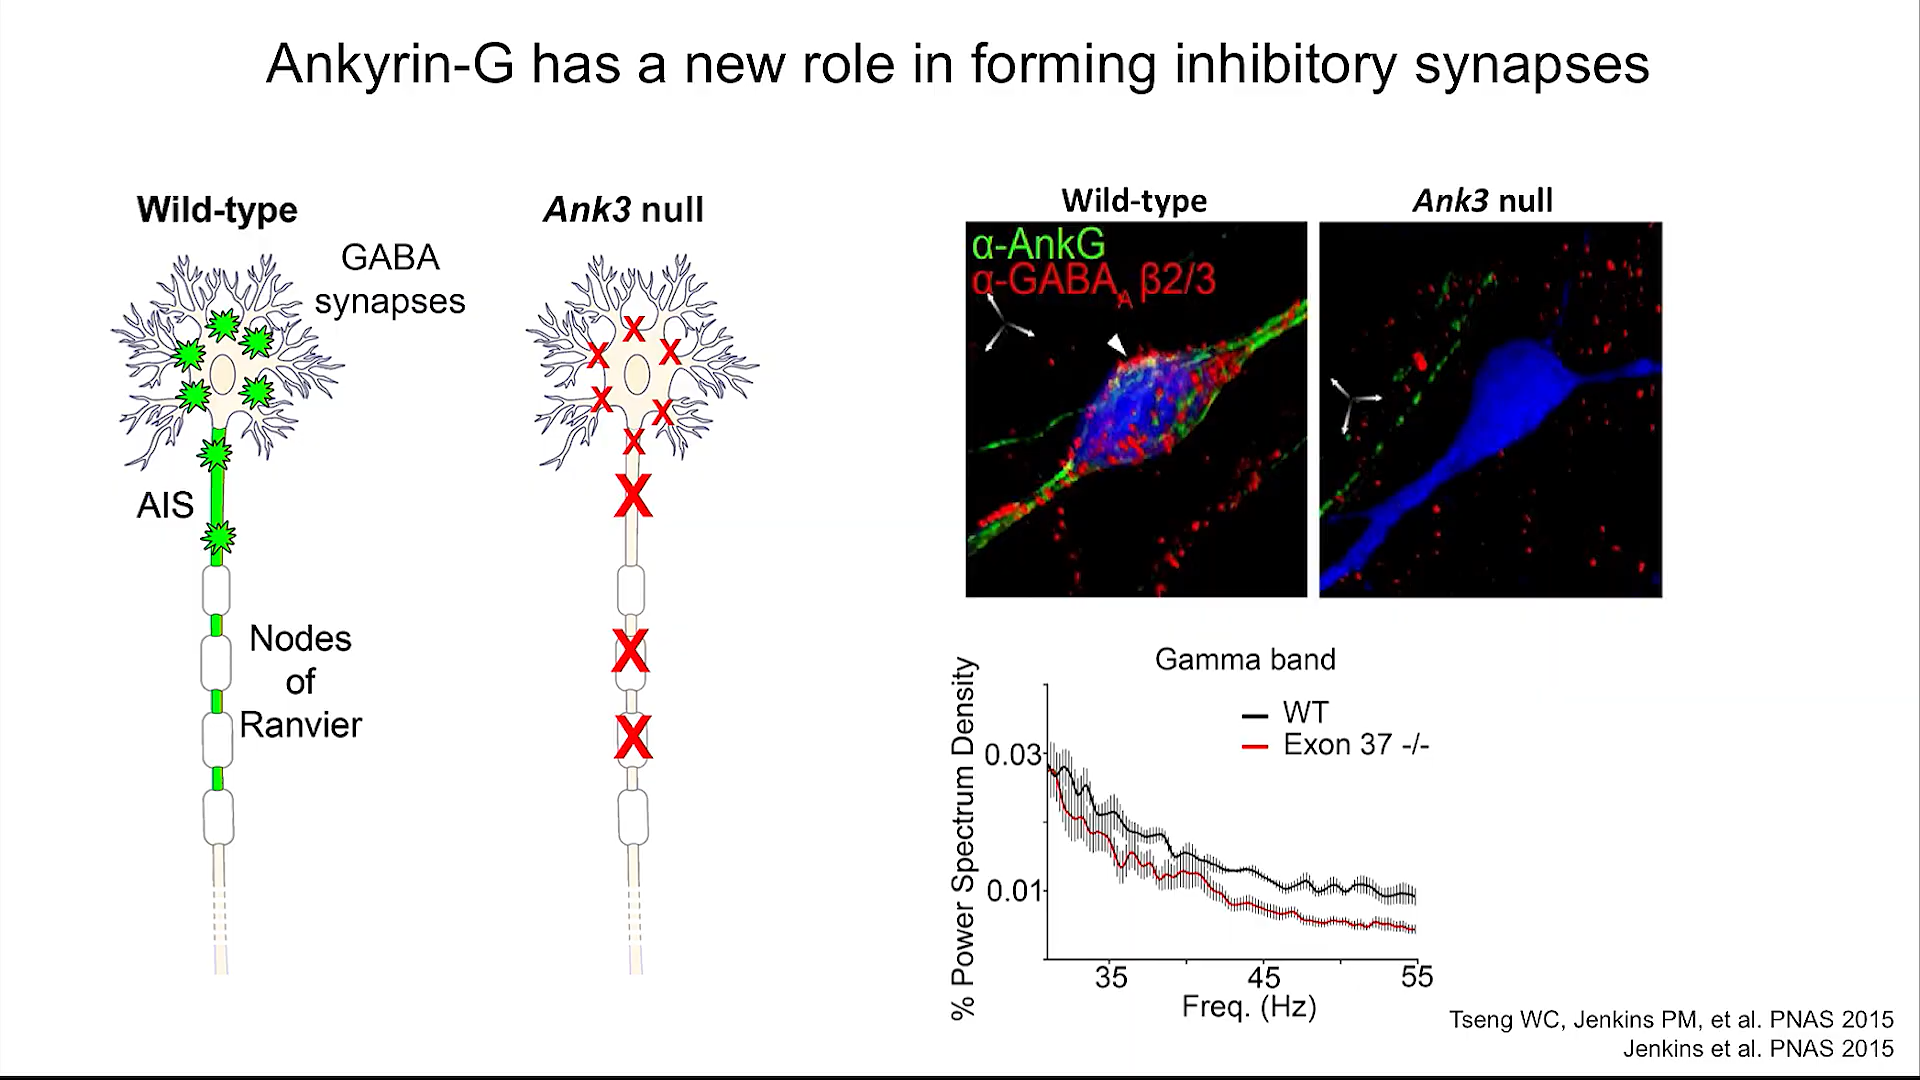 Ankyrin-G has a new role in forming inhibitory synapses
Wild-type
Ank3 null
GABA
synapses
AIS
Nodes
of
Ranvier
X
X
X
X
X
X
X
X
X
Wild-type
Ank3 null
α-AnkG
α-GABAA β2/3
Gamma band
WT
Exon 37 -/-
% Power Spectrum Density
0.03
0.01
35
45
55
Freq. (Hz)
Tseng WC, Jenkins PM, et al. PNAS 2015
Jenkins et al. PNAS 2015